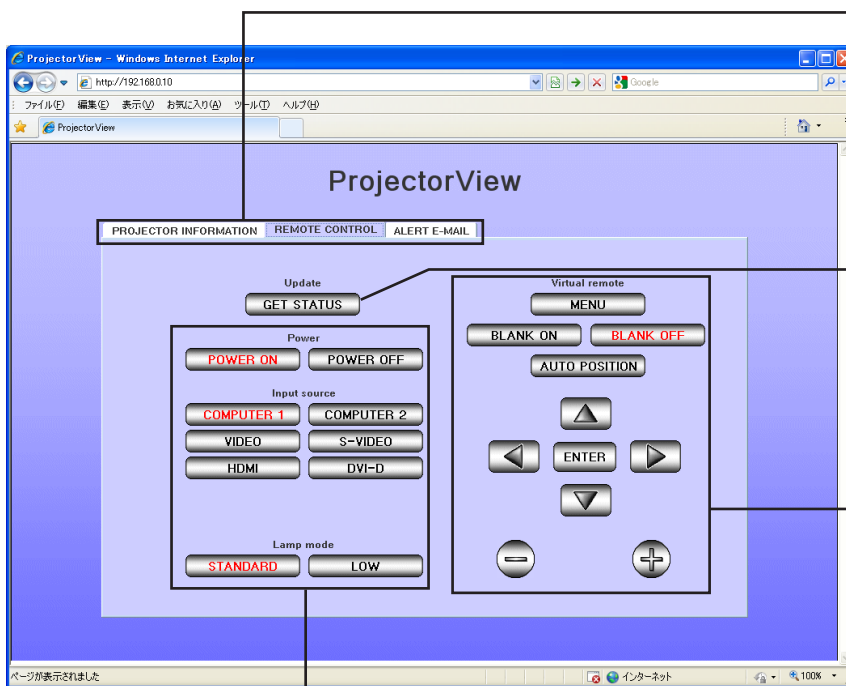 ProjectorView - Windows Internet Explorer
http://192.168.0.10
Google
ファイル(F) 編集(E) 表示(V) お気に入り(A) ツール(T) ヘルプ(H)
ProjectorView
ProjectorView
PROJECTOR INFORMATION REMOTE CONTROL ALERT E-MAIL
Update
GET STATUS
Power
POWER ON POWER OFF
Input source
COMPUTER 1 COMPUTER 2
VIDEO S-VIDEO
HDMI DVI-D
Lamp mode
STANDARD LOW
Virtual remote
MENU
BLANK ON BLANK OFF
AUTO POSITION
ENTER
ページが表示されました インターネット 100%